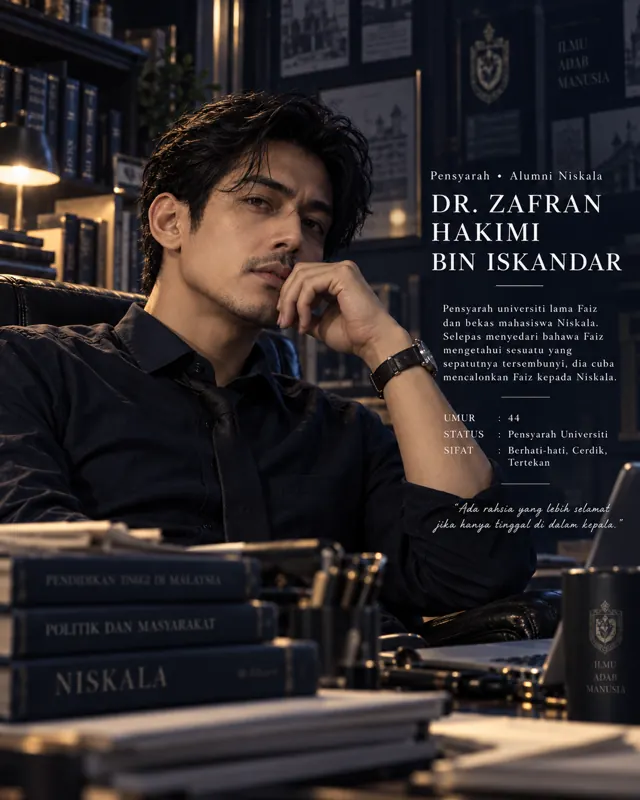 ILMU
ADAB
MANUSIA
Pensyarah • Alumni Niskala
DR. ZAFRAN
HAKIMI
BIN ISKANDAR
Pensyarah universiti lama Faiz
dan bekas mahasiswa Niskala.
Selepas menyedari bahawa Faiz
mengetahui sesuatu yang
sepatutnya tersembunyi, dia cuba
mencalonkan Faiz kepada Niskala.
UMUR : 44
STATUS : Pensyarah Universiti
SIFAT : Berhati-hati, Cerdik,
Tertekan
"Ada rahsia yang lebih selamat
jika hanya tinggal di dalam kepala."
PENDIDIKAN DI MALAYSIA
POLITIK DAN MASYARAKAT
NISKALA
ILMU
ADAB
MANUSIA